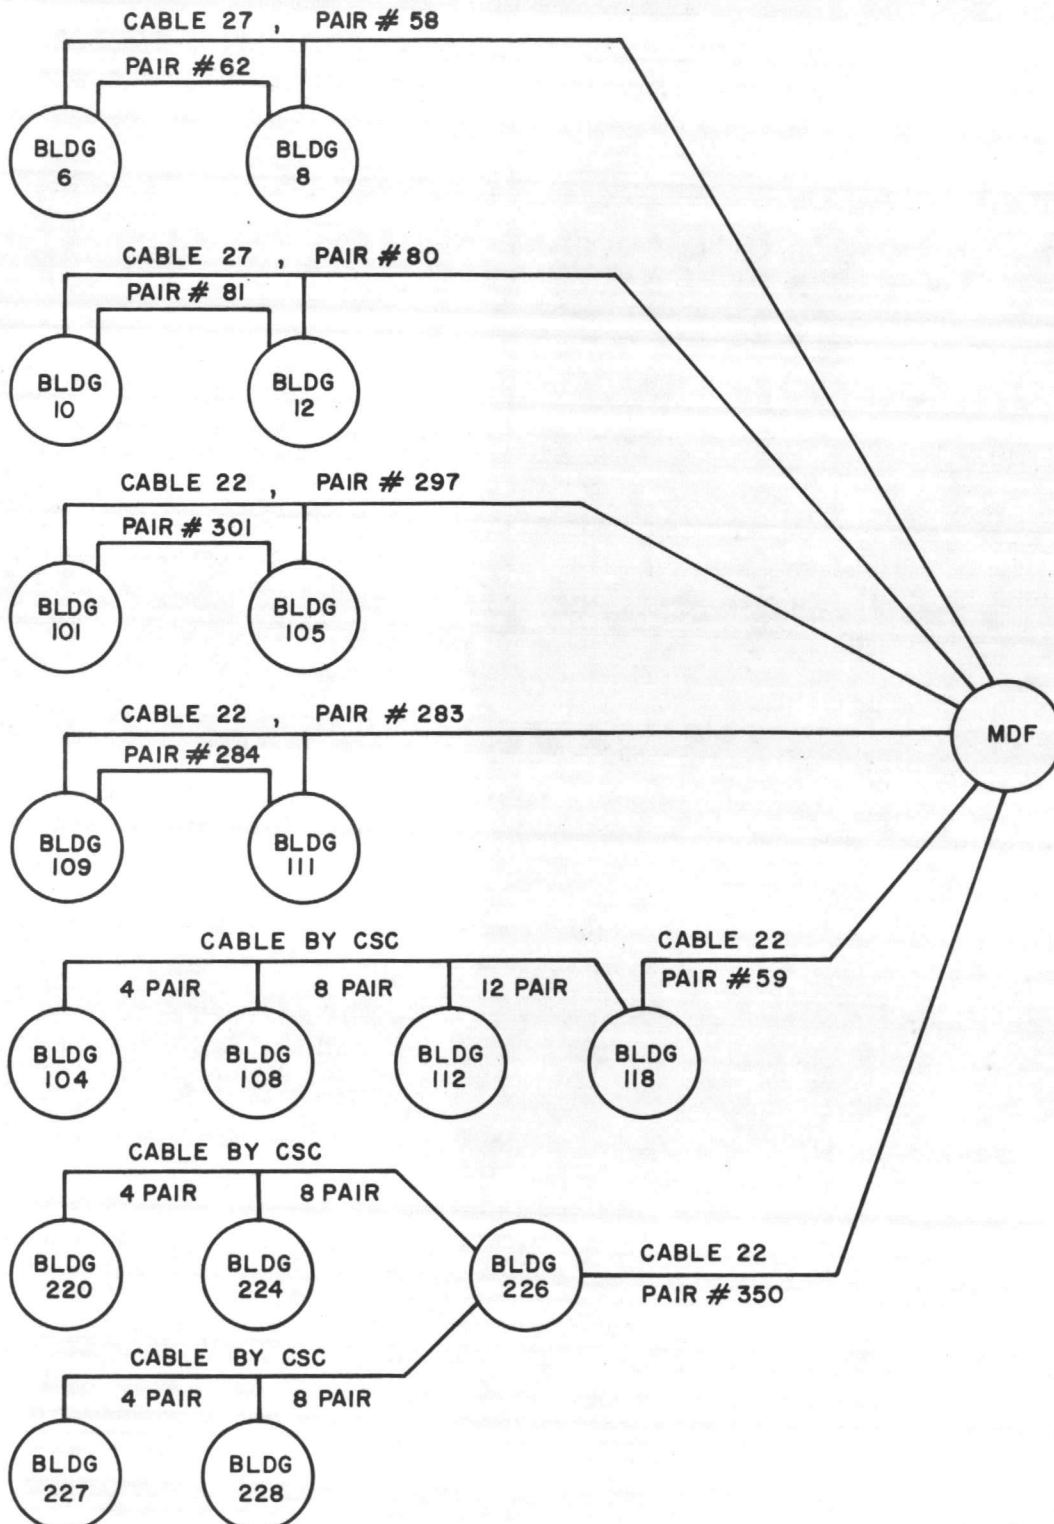 CABLE 27 , PAIR # 58
PAIR # 62
BLDG
6
BLDG
8
CABLE 27 , PAIR # 80
PAIR # 81
BLDG
10
BLDG
12
CABLE 22 , PAIR # 297
PAIR # 301
BLDG
101
BLDG
105
CABLE 22 , PAIR # 283
PAIR # 284
BLDG
109
BLDG
111
MDF
CABLE BY CSC
4 PAIR
8 PAIR
12 PAIR
CABLE 22
PAIR #59
BLDG
104
BLDG
108
BLDG
112
BLDG
118
CABLE BY CSC
4 PAIR
8 PAIR
BLDG
220
BLDG
224
BLDG
226
CABLE 22
PAIR # 350
CABLE BY CSC
4 PAIR
8 PAIR
BLDG
227
BLDG
228